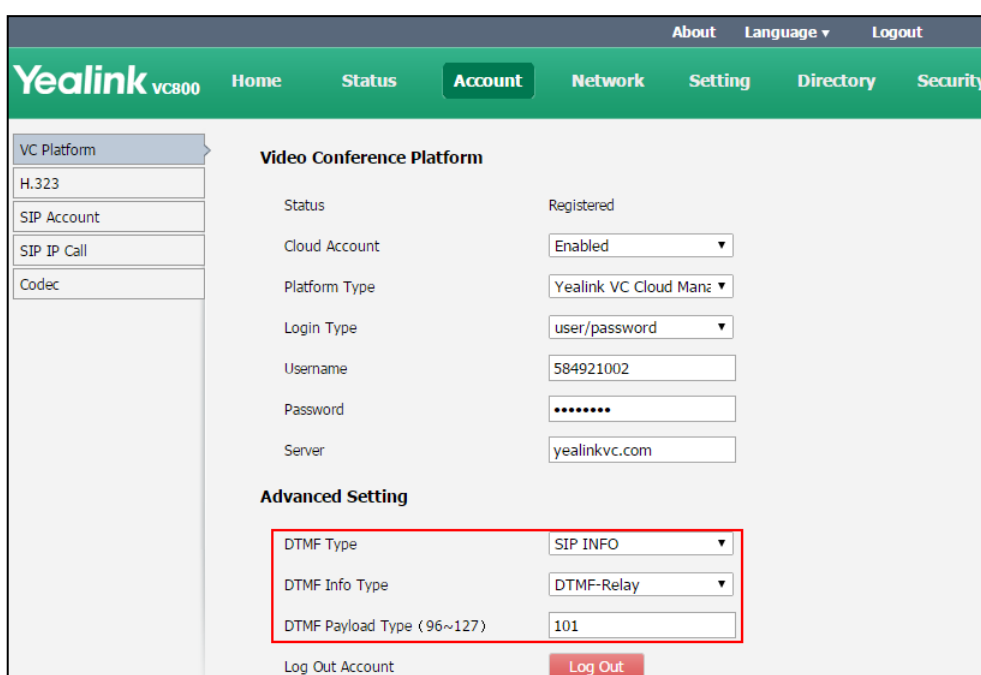 About Language ▾ Logout
Yealink VC800 Home Status Account Network Setting Directory Security
VC Platform
H.323
SIP Account
SIP IP Call
Codec
Video Conference Platform
Status Registered
Cloud Account Enabled
Platform Type Yealink VC Cloud Mana
Login Type user/password
Username 584921002
Password ••••••••
Server yealinkvc.com
Advanced Setting
DTMF Type SIP INFO
DTMF Info Type DTMF-Relay
DTMF Payload Type (96~127) 101
Log Out Account Log Out